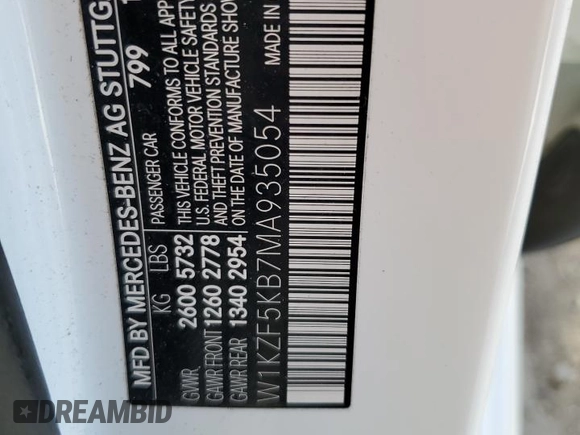 MFD BY MERCEDES-BENZ AG STUTTG
799
KG LBS PASSENGER CAR
GVWR 2600 5732
GAWR FRONT 1260 2778
GAWR REAR 1340 2954
THIS VEHICLE CONFORMS TO ALL APP
U.S. FEDERAL MOTOR VEHICLE SAFETY
AND THEFT PREVENTION STANDARDS
ON THE DATE OF MANUFACTURE SHOW
W1KZF5KB7MA935054
MADE IN
DREAMBID